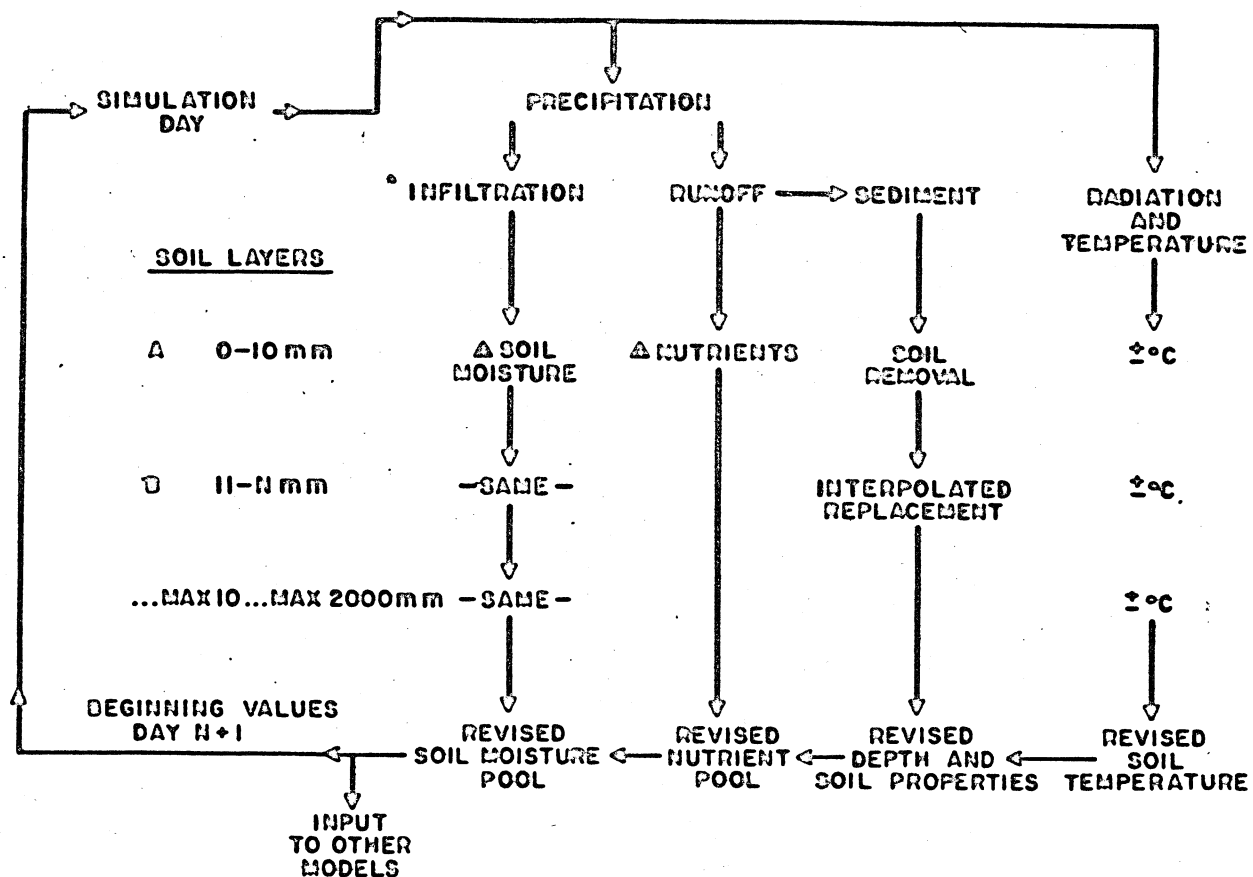 SIMULATION
DAY
PRECIPITATION
INFILTRATION
RUNOFF
SEDIMENT
RADIATION
AND
TEMPERATURE
SOIL LAYERS
A 0-10 mm
Δ SOIL
MOISTURE
Δ NUTRIENTS
SOIL
REMOVAL
±°C
B 11-N mm
-SAME-
INTERPOLATED
REPLACEMENT
±°C
...MAX 10...MAX 2000mm
-SAME-
±°C
BEGINNING VALUES
DAY N+1
REVISED
SOIL MOISTURE
POOL
REVISED
NUTRIENT
POOL
REVISED
DEPTH AND
SOIL PROPERTIES
REVISED
SOIL
TEMPERATURE
INPUT
TO OTHER
MODELS